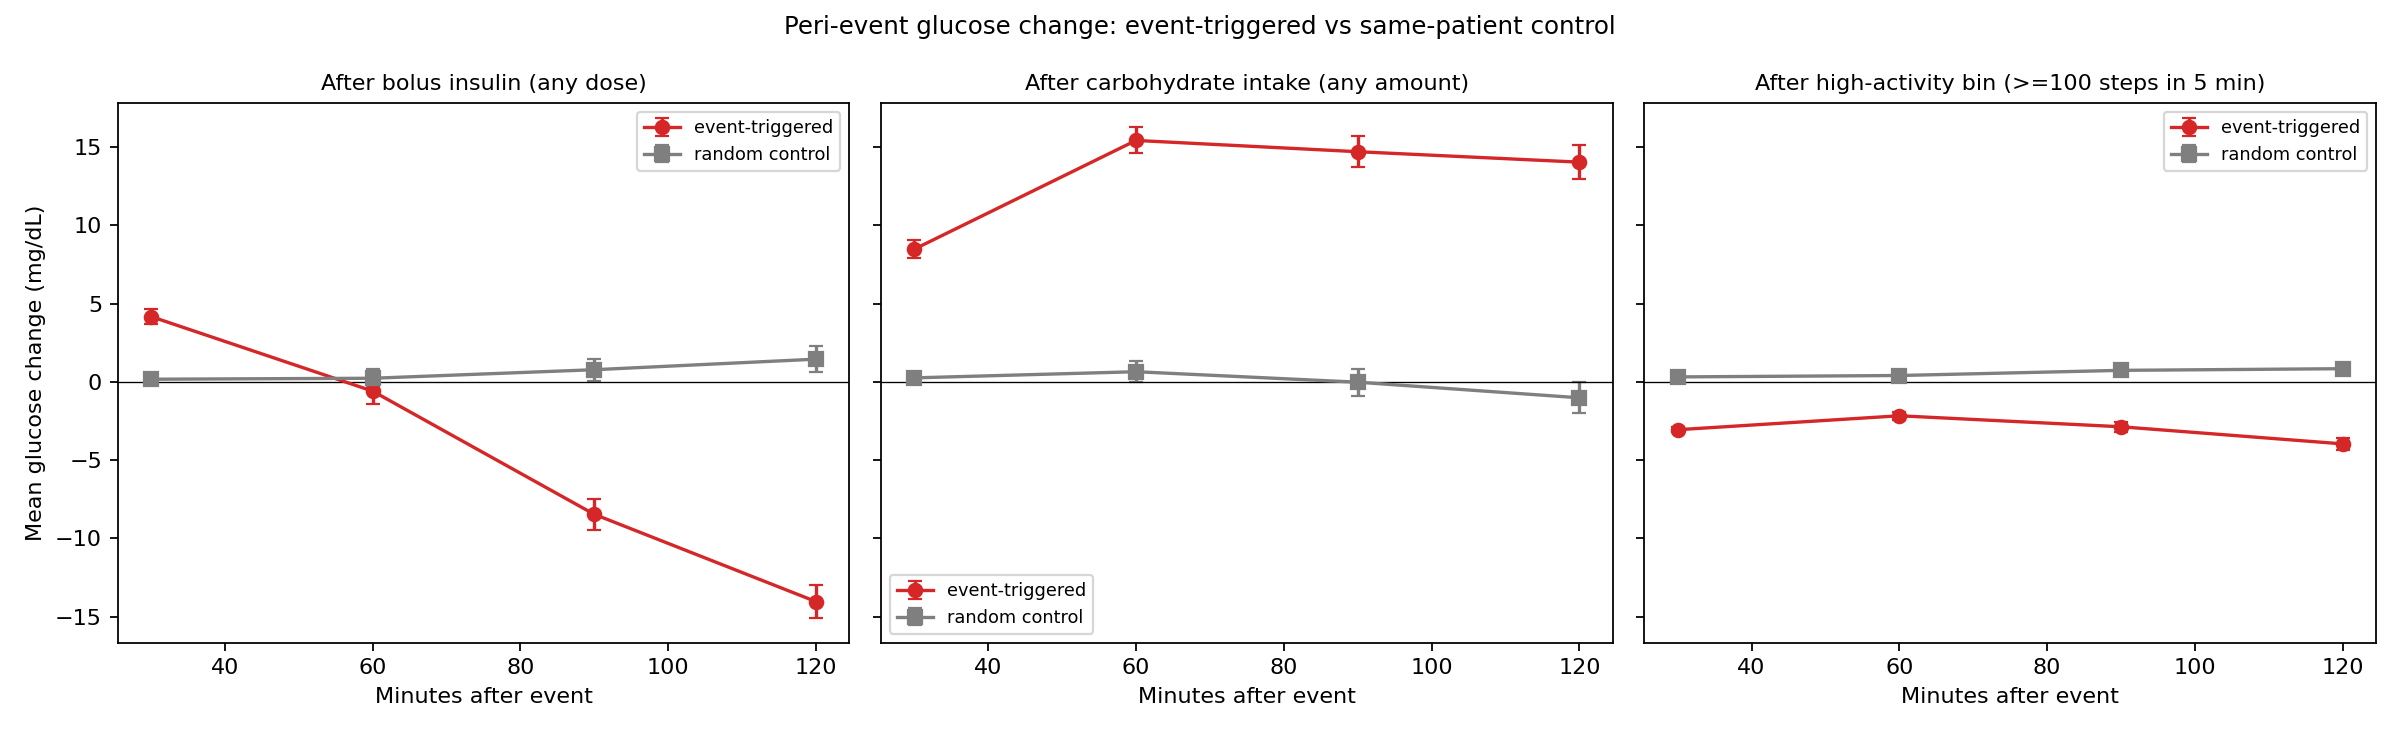 Peri-event glucose change: event-triggered vs same-patient control
After bolus insulin (any dose)
Mean glucose change (mg/dL)
15
10
5
0
−5
−10
−15
event-triggered
random control
40 60 80 100 120
Minutes after event
After carbohydrate intake (any amount)
event-triggered
random control
40 60 80 100 120
Minutes after event
After high-activity bin (>=100 steps in 5 min)
event-triggered
random control
40 60 80 100 120
Minutes after event